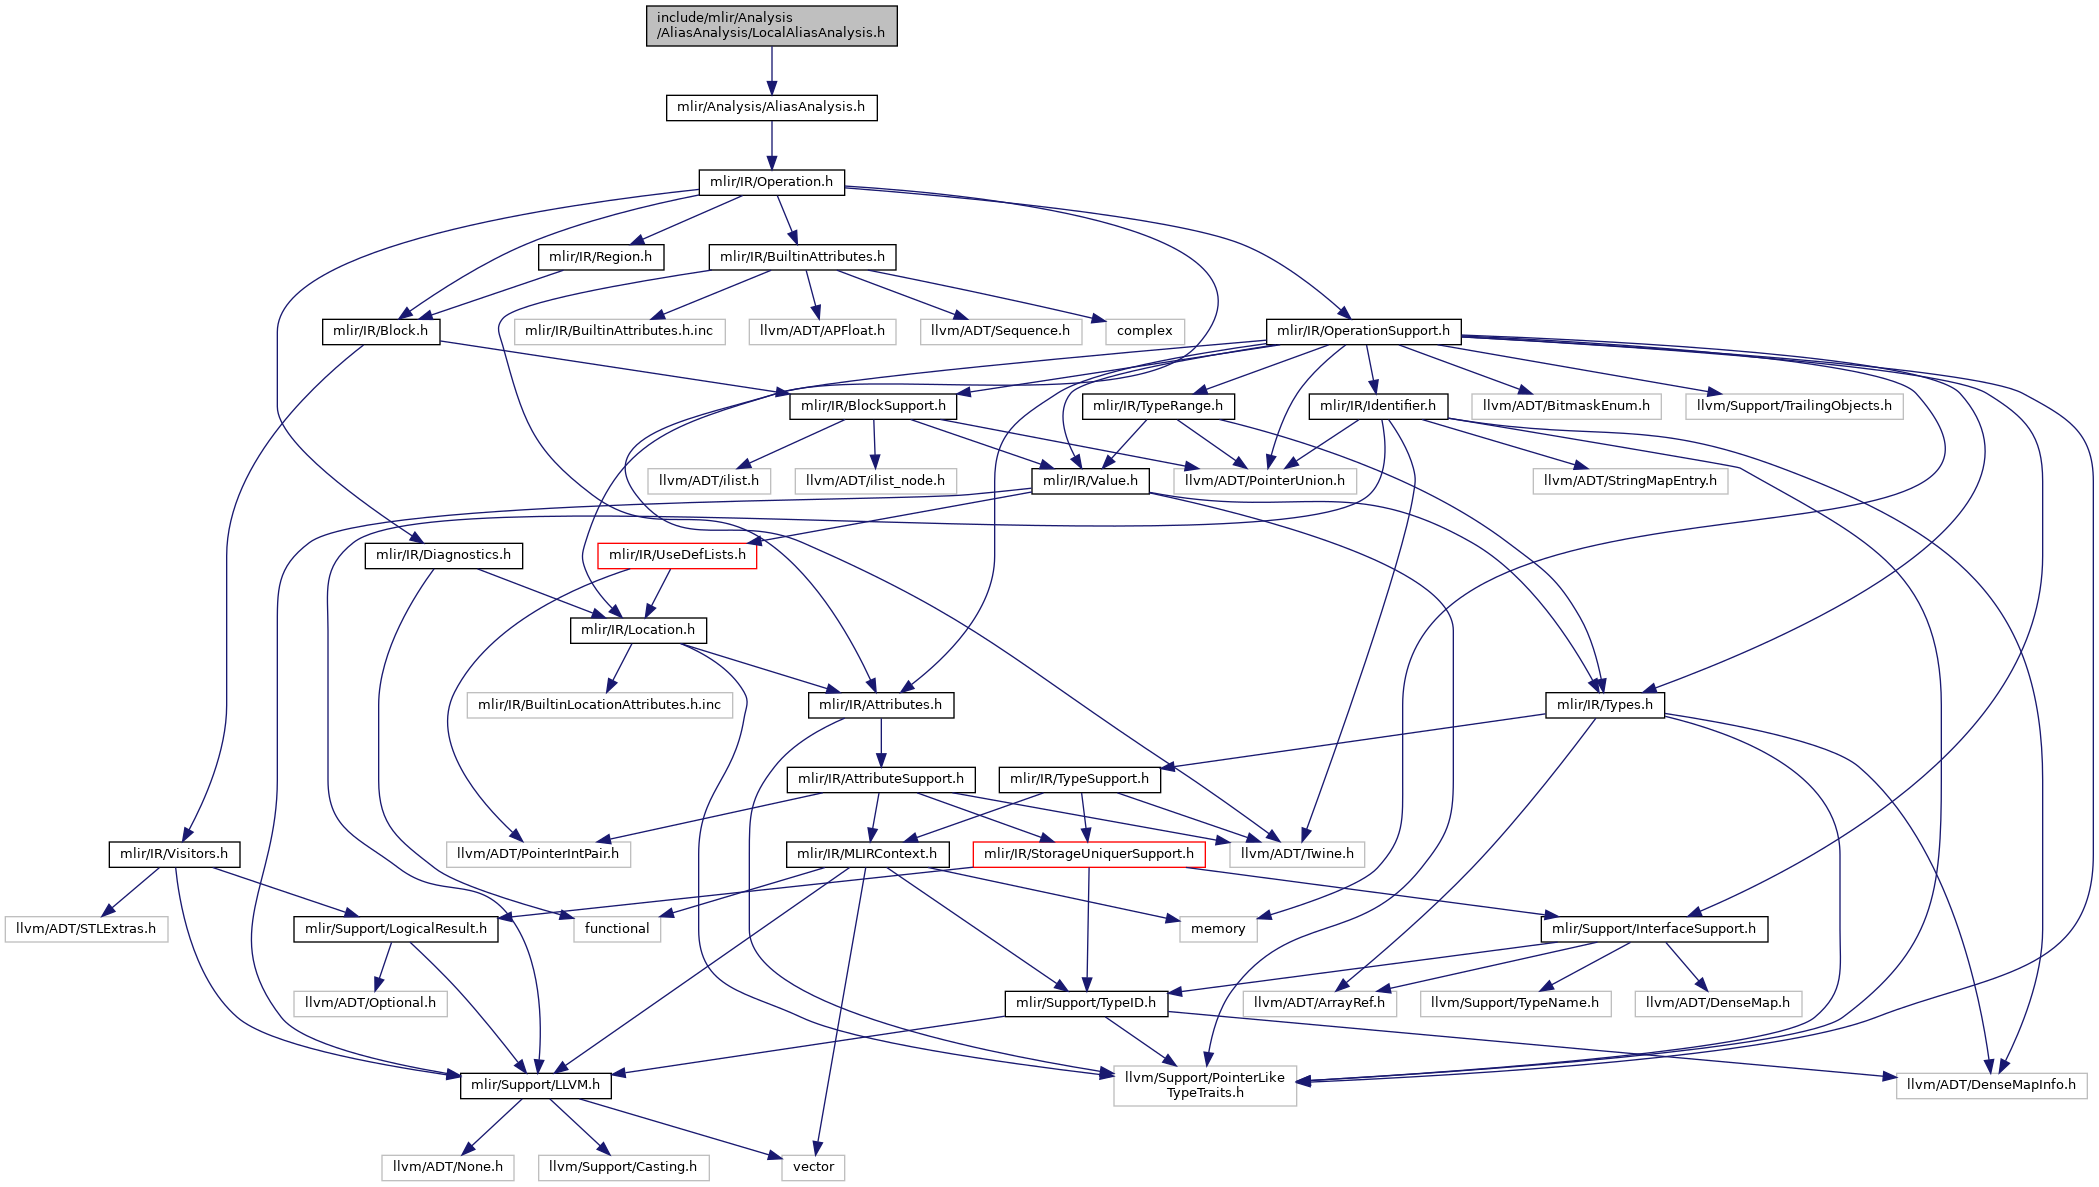 include/mlir/Analysis
/AliasAnalysis/LocalAliasAnalysis.h
mlir/Analysis/AliasAnalysis.h
mlir/IR/Operation.h
mlir/IR/Region.h
mlir/IR/BuiltinAttributes.h
mlir/IR/Block.h
mlir/IR/BuiltinAttributes.h.inc
llvm/ADT/APFloat.h
llvm/ADT/Sequence.h
complex
mlir/IR/OperationSupport.h
mlir/IR/BlockSupport.h
mlir/IR/TypeRange.h
mlir/IR/Identifier.h
llvm/ADT/BitmaskEnum.h
llvm/Support/TrailingObjects.h
llvm/ADT/ilist.h
llvm/ADT/ilist_node.h
mlir/IR/Value.h
llvm/ADT/PointerUnion.h
llvm/ADT/StringMapEntry.h
mlir/IR/Diagnostics.h
mlir/IR/UseDefLists.h
mlir/IR/Location.h
mlir/IR/BuiltinLocationAttributes.h.inc
mlir/IR/Attributes.h
mlir/IR/Types.h
mlir/IR/AttributeSupport.h
mlir/IR/TypeSupport.h
mlir/IR/Visitors.h
llvm/ADT/PointerIntPair.h
mlir/IR/MLIRContext.h
mlir/IR/StorageUniquerSupport.h
llvm/ADT/Twine.h
llvm/ADT/STLExtras.h
mlir/Support/LogicalResult.h
functional
memory
mlir/Support/InterfaceSupport.h
llvm/ADT/Optional.h
mlir/Support/TypeID.h
llvm/ADT/ArrayRef.h
llvm/Support/TypeName.h
llvm/ADT/DenseMap.h
mlir/Support/LLVM.h
llvm/Support/PointerLike
TypeTraits.h
llvm/ADT/DenseMapInfo.h
llvm/ADT/None.h
llvm/Support/Casting.h
vector